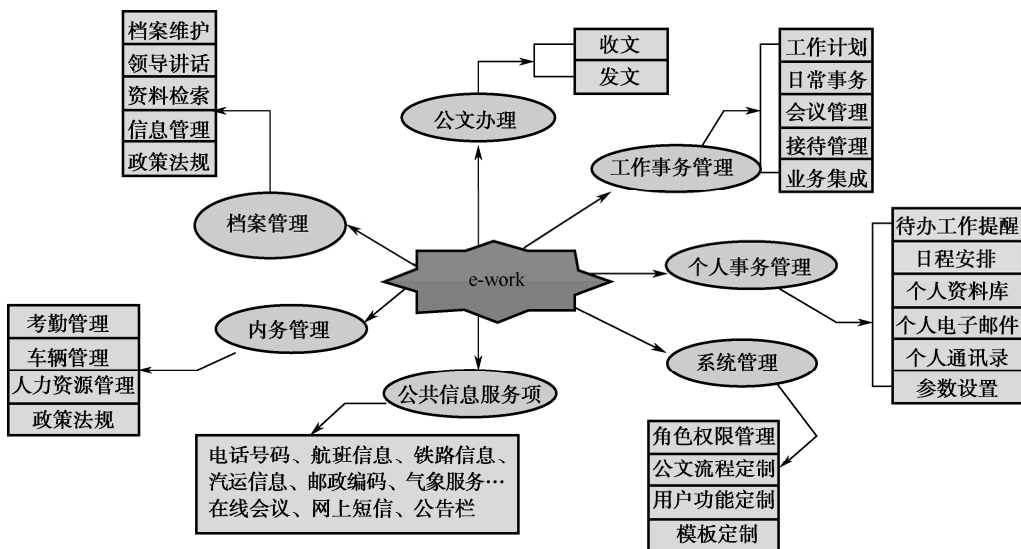 档案维护
领导讲话
资料检索
信息管理
政策法规
收文
发文
公文办理
工作计划
日常事务
会议管理
接待管理
业务集成
工作事务管理
档案管理
待办工作提醒
日程安排
个人资料库
个人电子邮件
个人通讯录
参数设置
个人事务管理
e-work
考勤管理
车辆管理
人力资源管理
政策法规
内务管理
系统管理
公共信息服务项
角色权限管理
公文流程定制
用户功能定制
模板定制
电话号码、航班信息、铁路信息、
汽运信息、邮政编码、气象服务…
在线会议、网上短信、公告栏